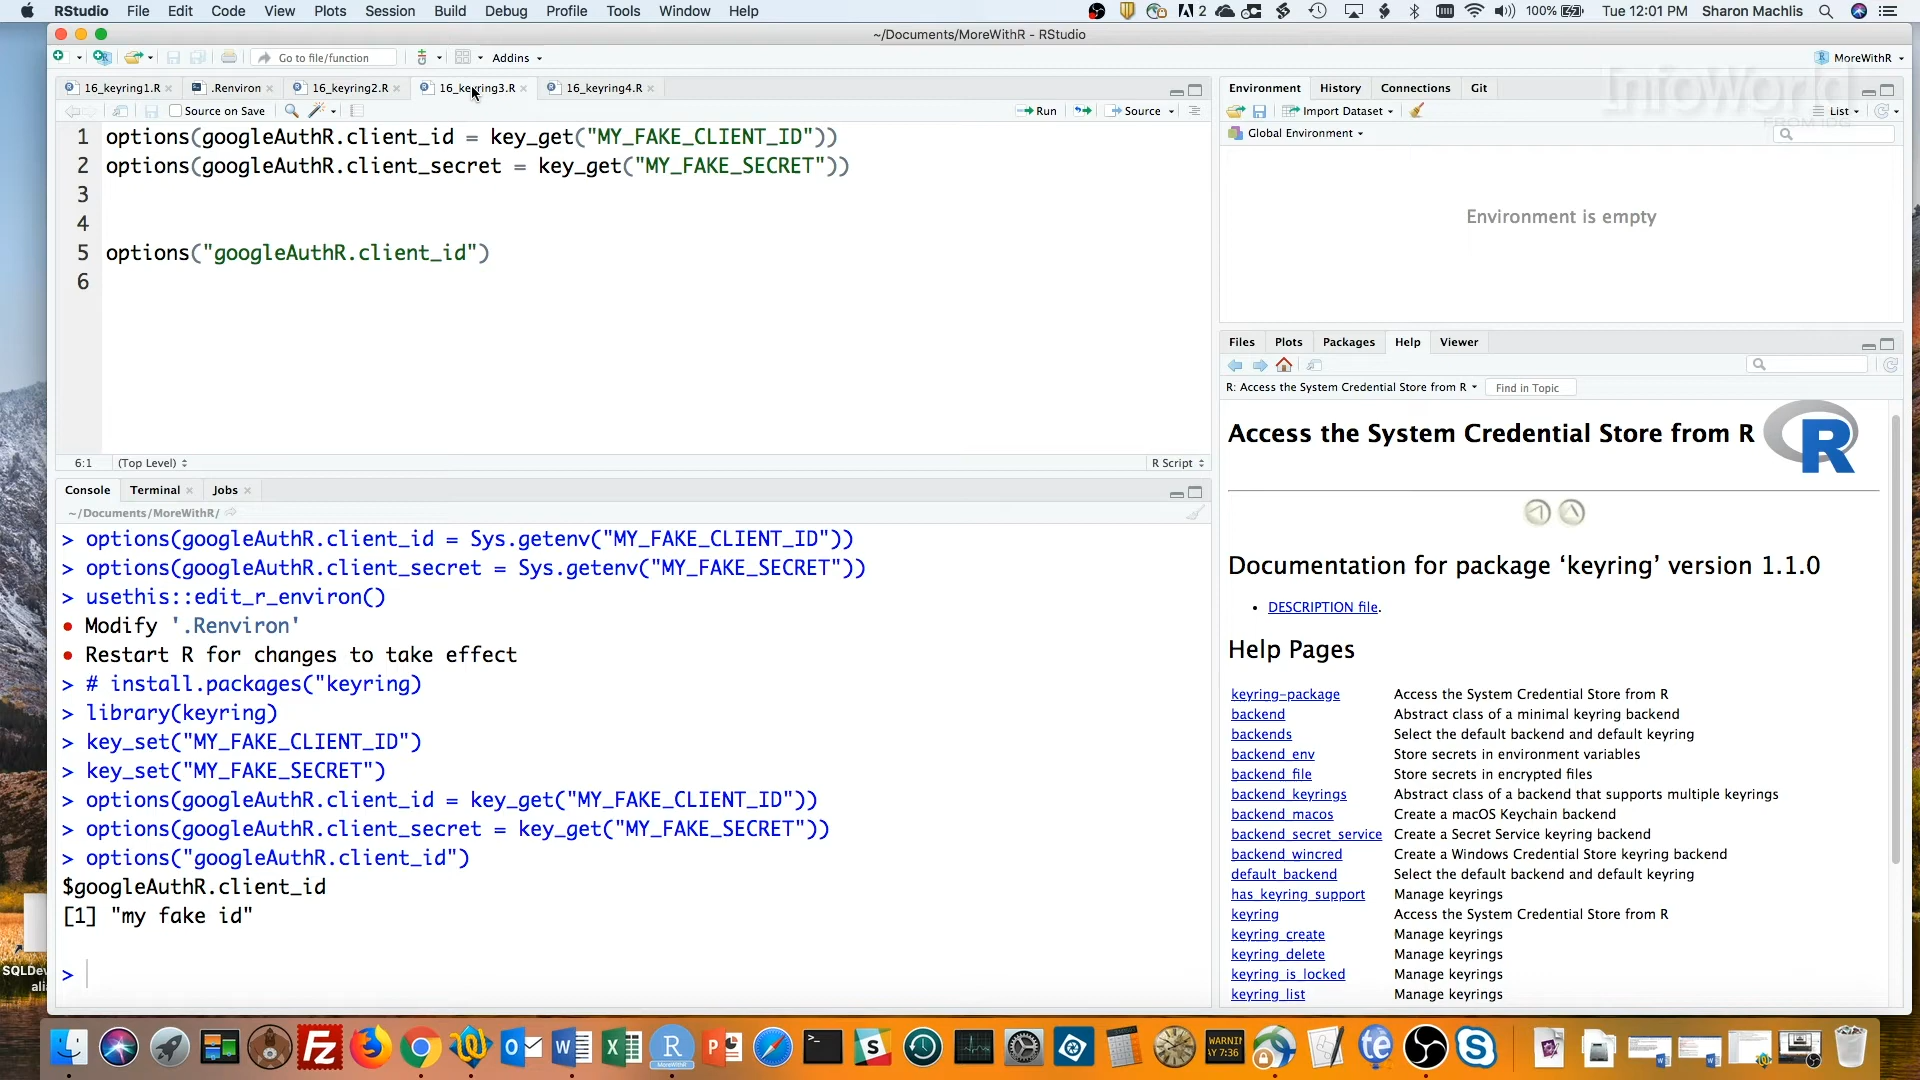 RStudio File Edit Code View Plots Session Build Debug Profile Tools Window Help
2 100% Tue 12:01 PM Sharon Machlis
~/Documents/MoreWithR - RStudio
Go to file/function Addins
MoreWithR
InfoWorld
FROM IDG
16_keyring1.R .Renviron 16_keyring2.R 16_keyring3.R 16_keyring4.R
Source on Save Run Source
1 options(googleAuthR.client_id = key_get("MY_FAKE_CLIENT_ID"))
2 options(googleAuthR.client_secret = key_get("MY_FAKE_SECRET"))
3
4
5 options("googleAuthR.client_id")
6
6:1 (Top Level) R Script
Console Terminal Jobs
~/Documents/MoreWithR/
> options(googleAuthR.client_id = Sys.getenv("MY_FAKE_CLIENT_ID"))
> options(googleAuthR.client_secret = Sys.getenv("MY_FAKE_SECRET"))
> usethis::edit_r_environ()
• Modify '.Renviron'
• Restart R for changes to take effect
> # install.packages("keyring)
> library(keyring)
> key_set("MY_FAKE_CLIENT_ID")
> key_set("MY_FAKE_SECRET")
> options(googleAuthR.client_id = key_get("MY_FAKE_CLIENT_ID"))
> options(googleAuthR.client_secret = key_get("MY_FAKE_SECRET"))
> options("googleAuthR.client_id")
$googleAuthR.client_id
[1] "my fake id"
>
Environment History Connections Git
Import Dataset List
Global Environment
Environment is empty
Files Plots Packages Help Viewer
R: Access the System Credential Store from R Find in Topic
Access the System Credential Store from R
R
Documentation for package ‘keyring’ version 1.1.0
• DESCRIPTION file.
Help Pages
keyring-package Access the System Credential Store from R
backend Abstract class of a minimal keyring backend
backends Select the default backend and default keyring
backend_env Store secrets in environment variables
backend_file Store secrets in encrypted files
backend_keyrings Abstract class of a backend that supports multiple keyrings
backend_macos Create a macOS Keychain backend
backend_secret_service Create a Secret Service keyring backend
backend_wincred Create a Windows Credential Store keyring backend
default_backend Select the default backend and default keyring
has_keyring_support Manage keyrings
keyring Access the System Credential Store from R
keyring_create Manage keyrings
keyring_delete Manage keyrings
keyring_is_locked Manage keyrings
keyring_list Manage keyrings
SQLDev
ali